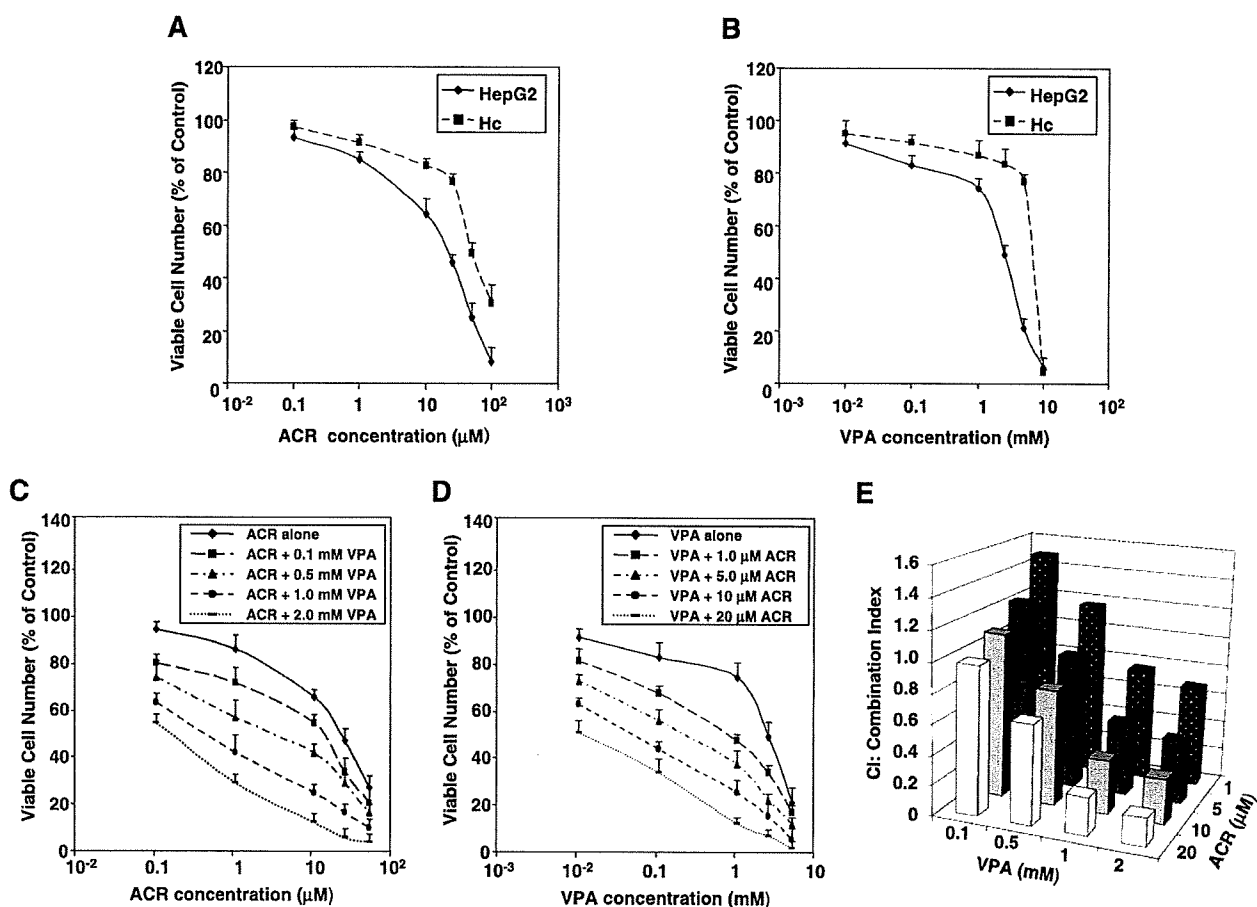 A
Viable Cell Number (% of Control)
120
100
80
60
40
20
0
HepG2
Hc
10-2
0.1
1
10
10²
10³
ACR concentration (μM)
B
Viable Cell Number (% of Control)
120
100
80
60
40
20
0
HepG2
Hc
10-3
10-2
0.1
1
10
10²
VPA concentration (mM)
C
Viable Cell Number (% of Control)
140
120
100
80
60
40
20
0
ACR alone
ACR + 0.1 mM VPA
ACR + 0.5 mM VPA
ACR + 1.0 mM VPA
ACR + 2.0 mM VPA
10-2
0.1
1
10
10²
ACR concentration (μM)
D
Viable Cell Number (% of Control)
140
120
100
80
60
40
20
0
VPA alone
VPA + 1.0 μM ACR
VPA + 5.0 μM ACR
VPA + 10 μM ACR
VPA + 20 μM ACR
10-3
10-2
0.1
1
10
VPA concentration (mM)
E
CI: Combination Index
1.6
1.4
1.2
1.0
0.8
0.6
0.4
0.2
0
0.1
0.5
1
2
VPA (mM)
1
5
10
20
ACR (μM)